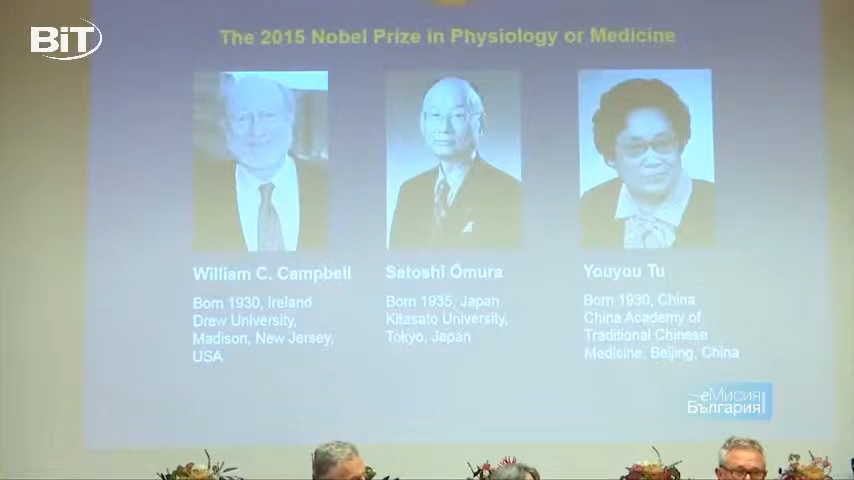 BiT
The 2015 Nobel Prize in Physiology or Medicine
William C. Campbell
Born 1930, Ireland
Drew University,
Madison, New Jersey,
USA
Satoshi Ōmura
Born 1935, Japan
Kitasato University,
Tokyo, Japan
Youyou Tu
Born 1930, China
China Academy of
Traditional Chinese
Medicine, Beijing, China
еМисия
България